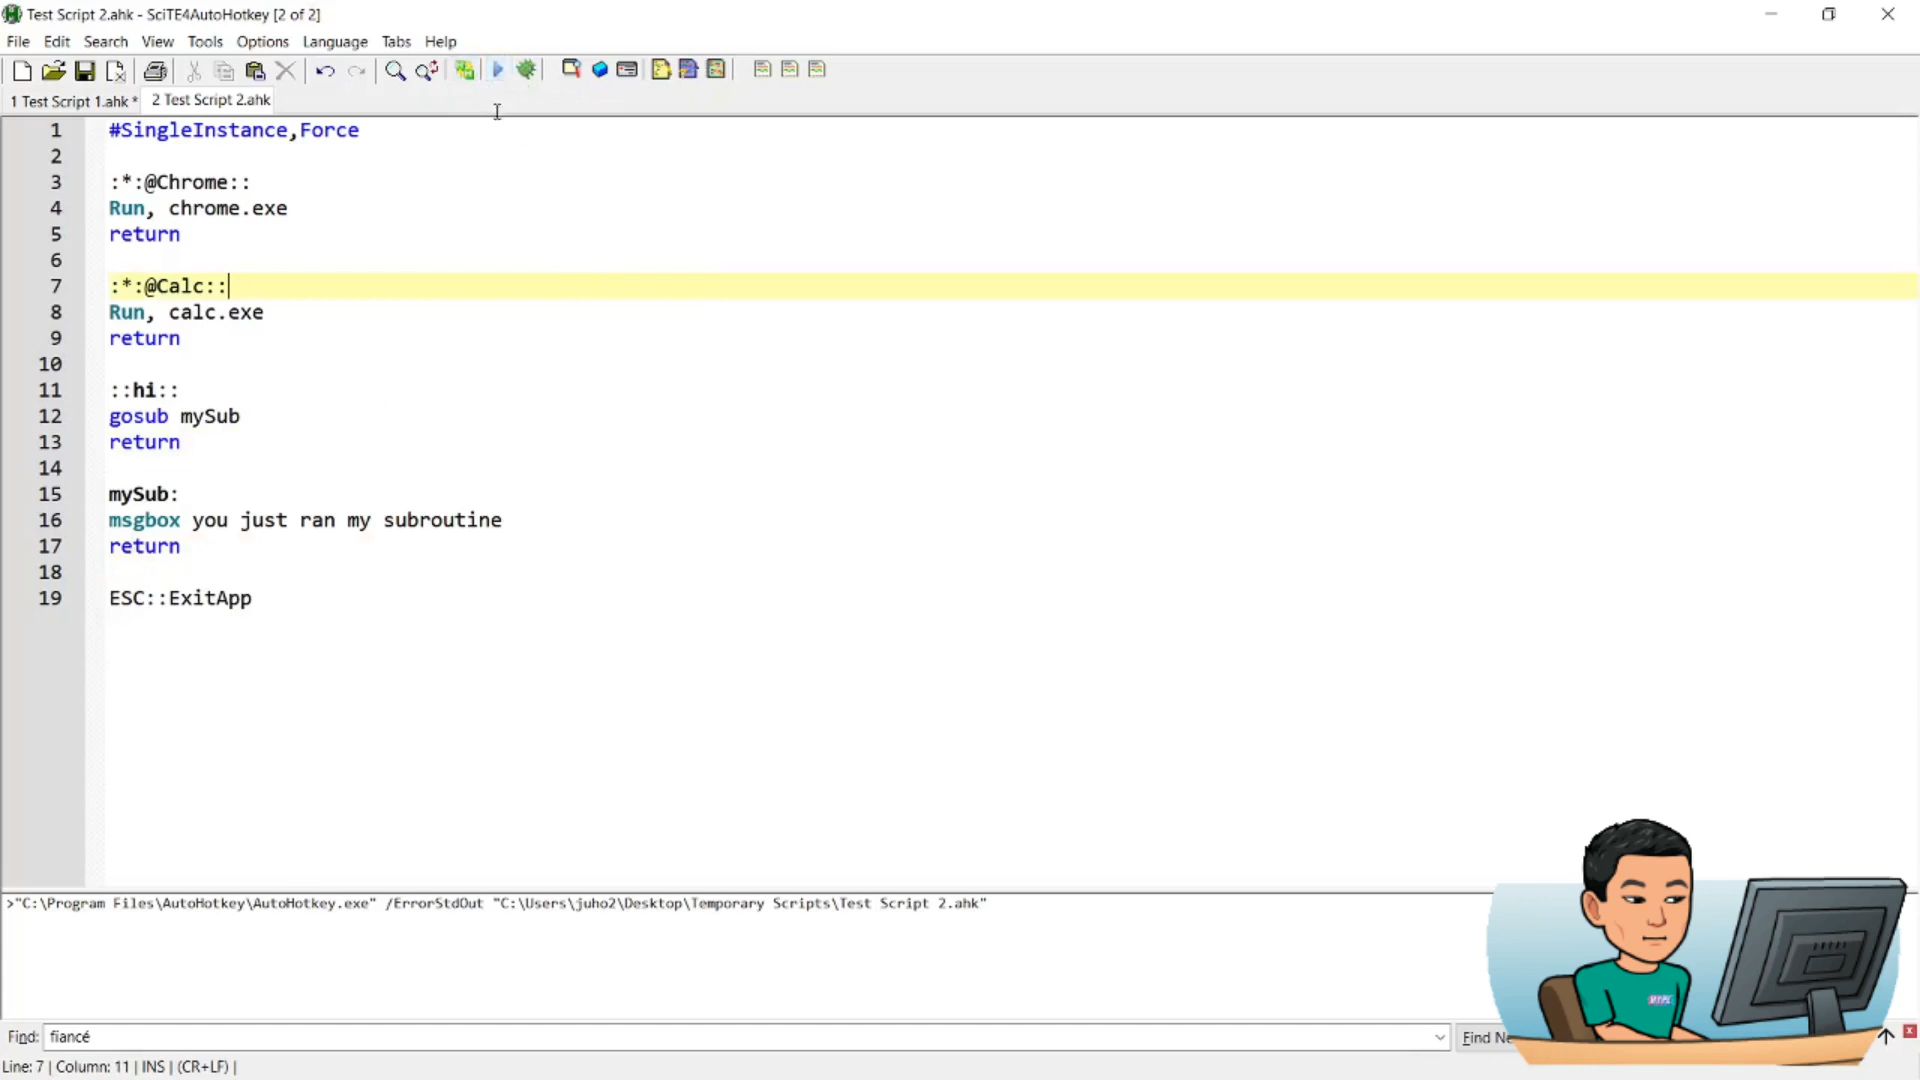 Test Script 2.ahk - SciTE4AutoHotkey [2 of 2]
File Edit Search View Tools Options Language Tabs Help
1 Test Script 1.ahk * 2 Test Script 2.ahk
1 #SingleInstance,Force
2
3 :*:@Chrome::
4 Run, chrome.exe
5 return
6
7 :*:@Calc::
8 Run, calc.exe
9 return
10
11 ::hi::
12 gosub mySub
13 return
14
15 mySub:
16 msgbox you just ran my subroutine
17 return
18
19 ESC::ExitApp
>"C:\Program Files\AutoHotkey\AutoHotkey.exe" /ErrorStdOut "C:\Users\juho2\Desktop\Temporary Scripts\Test Script 2.ahk"
Find: fiancé Find Ne
Line: 7 | Column: 11 | INS | (CR+LF) |